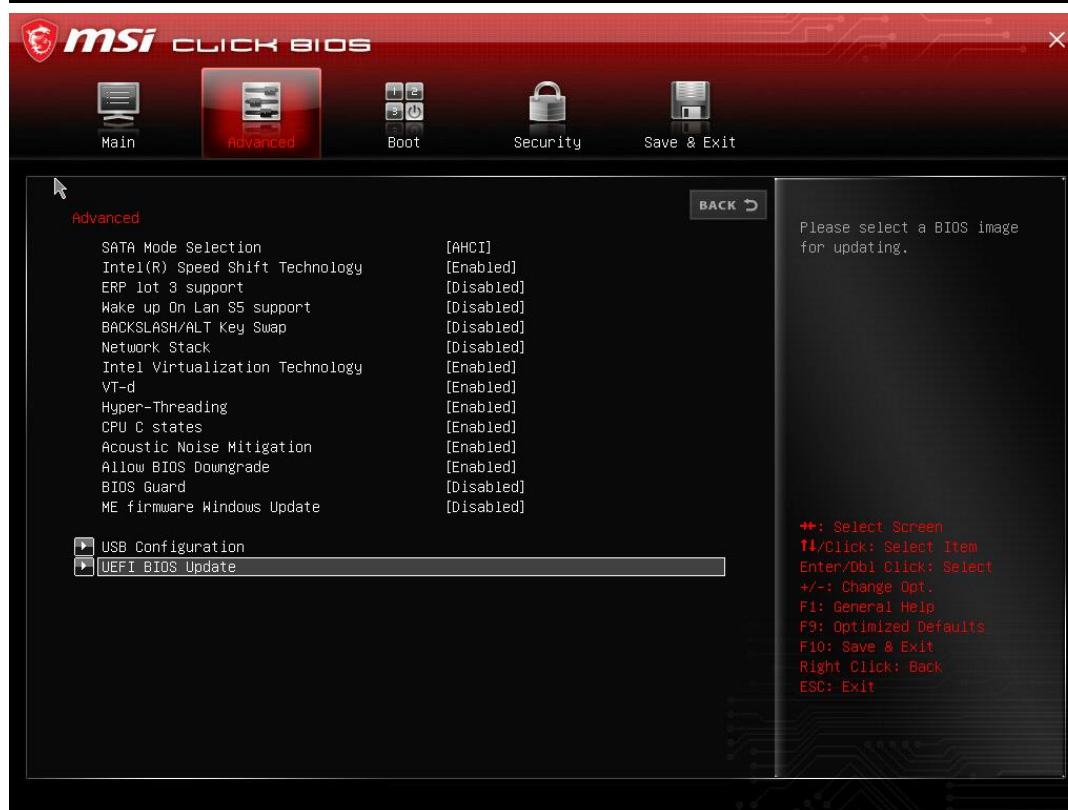 msi CLICK BIOS
Main Advanced Boot Security Save & Exit
BACK
Advanced
SATA Mode Selection [AHCI]
Intel(R) Speed Shift Technology [Enabled]
ERP lot 3 support [Disabled]
Wake up On Lan S5 support [Disabled]
BACKSLASH/ALT Key Swap [Disabled]
Network Stack [Disabled]
Intel Virtualization Technology [Enabled]
VT-d [Enabled]
Hyper-Threading [Enabled]
CPU C states [Enabled]
Acoustic Noise Mitigation [Enabled]
Allow BIOS Downgrade [Enabled]
BIOS Guard [Disabled]
ME firmware Windows Update [Disabled]
USB Configuration
UEFI BIOS Update
Please select a BIOS image
for updating.
→←: Select Screen
↑↓/Click: Select Item
Enter/Dbl Click: Select
+/-: Change Opt.
F1: General Help
F9: Optimized Defaults
F10: Save & Exit
Right Click: Back
ESC: Exit